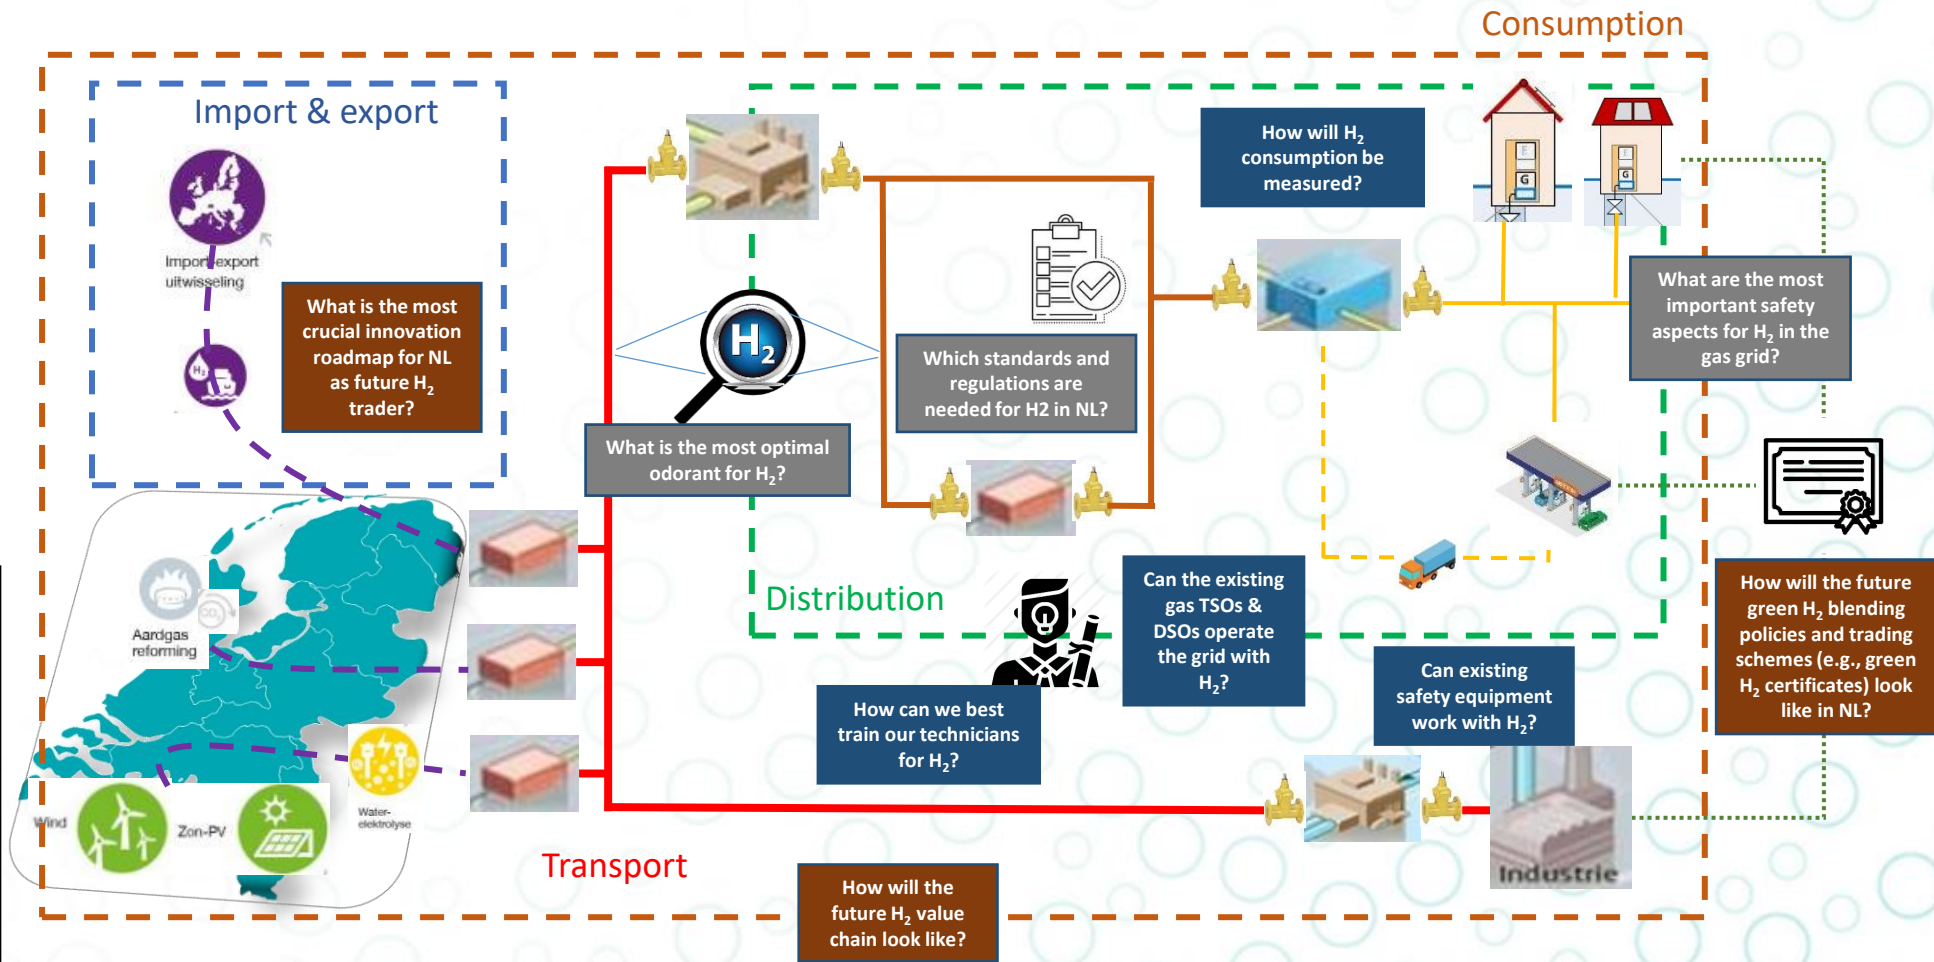 Consumption
Import & export
Import-export
uitwisseling
What is the most
crucial innovation
roadmap for NL
as future H₂
trader?
H₂
How will H₂
consumption be
measured?
E
G
E
G
H₂
Which standards and
regulations are
needed for H2 in NL?
What is the most optimal
odorant for H₂?
What are the most
important safety
aspects for H₂ in the
gas grid?
Aardgas
reforming
CO₂
Distribution
Can the existing
gas TSOs &
DSOs operate
the grid with
H₂?
How can we best
train our technicians
for H₂?
Can existing
safety equipment
work with H₂?
How will the future
green H₂ blending
policies and trading
schemes (e.g., green
H₂ certificates) look
like in NL?
Wind
Zon-PV
Water-
elektrolyse
Industrie
Transport
How will the
future H₂ value
chain look like?